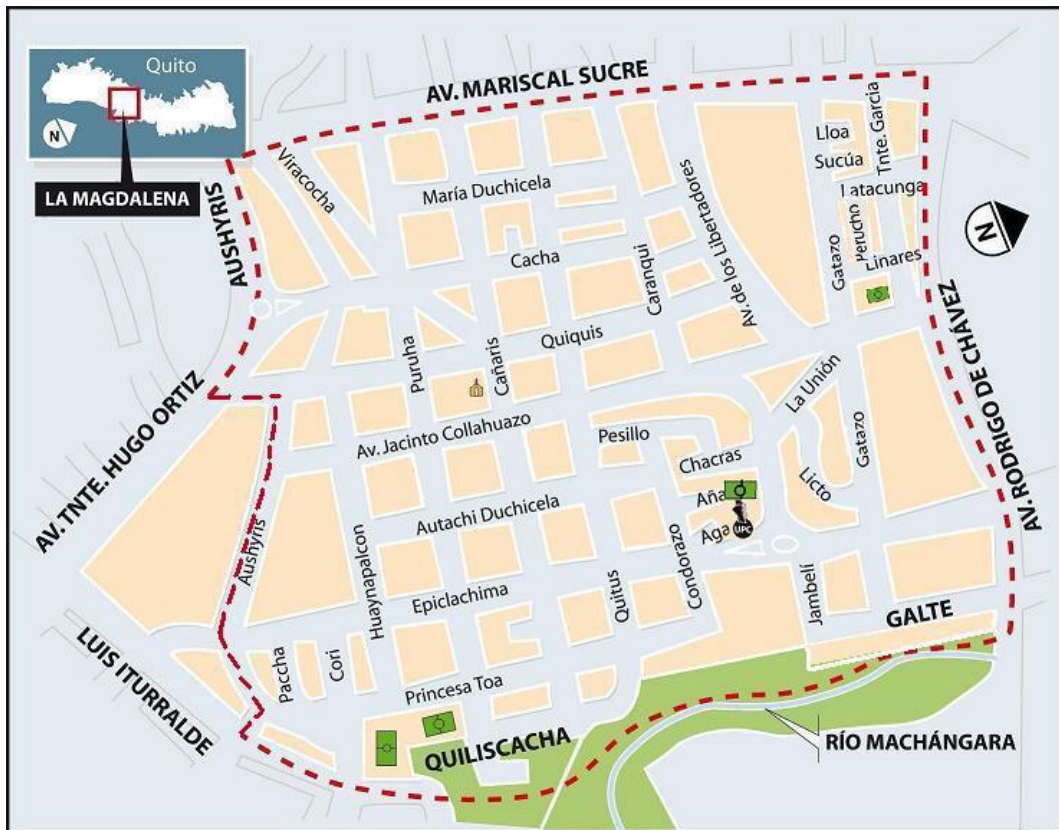 Quito
N
LA MAGDALENA
AV. MARISCAL SUCRE
AUSHYRIS
Viracocha
María Duchicela
Cacha
Caranqui
Av. de los Libertadores
Lloa
Sucúa
Tnte. Garcia
Latacunga
Perucho
Gatazo
Linares
N
AV. RODRIGO DE CHÁVEZ
Puruha
Cañaris
Quiquis
Av. Jacinto Collahuazo
AV. TNTE. HUGO ORTIZ
Aushyris
La Unión
Pesillo
Chacras
Gatazo
Licto
Aña
Aga
UPC
Autachi Duchicela
Huaynapalcon
Epiclachima
Quitus
Condorazo
Jambelí
GALTE
Paccha
Cori
Princesa Toa
LUIS ITURRALDE
QUILISCACHA
RÍO MACHÁNGARA